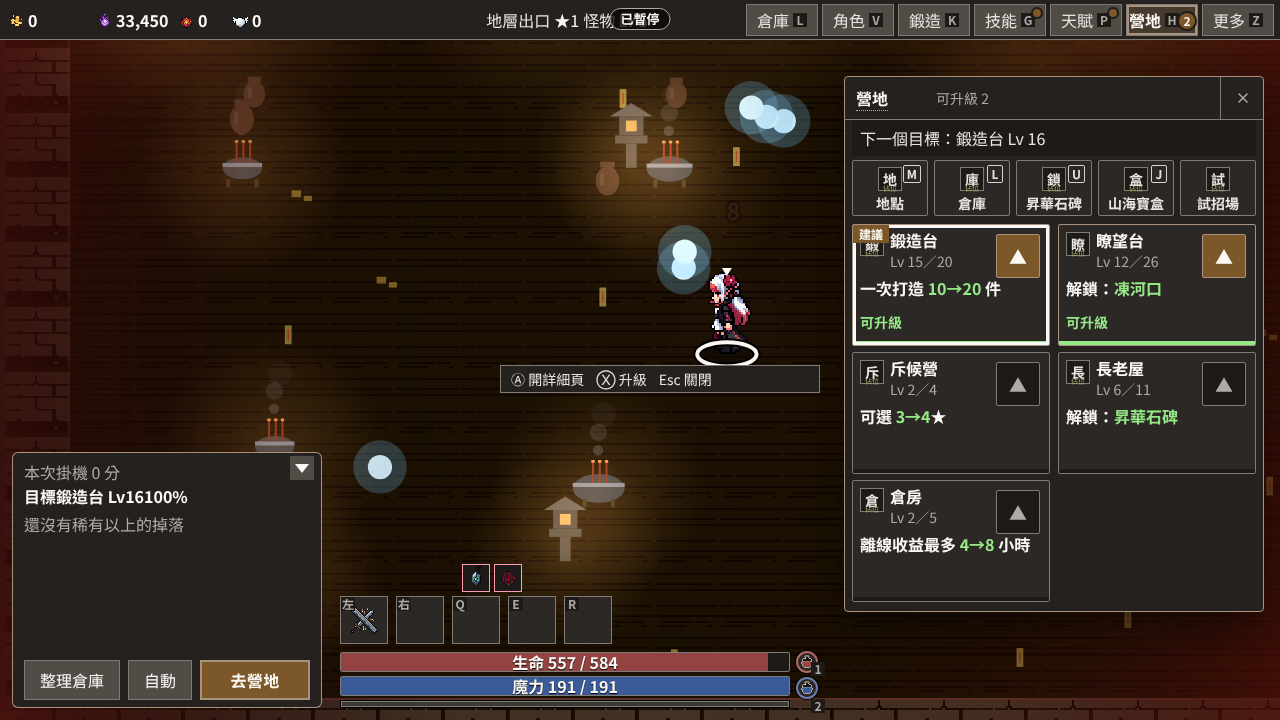 0
33,450
0
0
地層出口 ★1 怪物
已暫停
倉庫 L
角色 V
鍛造 K
技能 G
天賦 P
營地 H 2
更多 Z
營地
可升級 2
×
下一個目標：鍛造台 Lv 16
地 M
地點
庫 L
倉庫
鎖 U
昇華石碑
盒 J
山海寶盒
試
試招場
建議
鍛造台
Lv 15／20
一次打造 10→20 件
可升級
瞭
瞭望台
Lv 12／26
解鎖：凍河口
可升級
斥
斥候營
Lv 2／4
可選 3→4★
長
長老屋
Lv 6／11
解鎖：昇華石碑
倉
倉房
Lv 2／5
離線收益最多 4→8 小時
8
Ⓐ 開詳細頁 Ⓧ 升級 Esc 關閉
本次掛機 0 分
目標鍛造台 Lv16100%
還沒有稀有以上的掉落
整理倉庫
自動
去營地
左
右
Q
E
R
生命 557 / 584
1
魔力 191 / 191
2